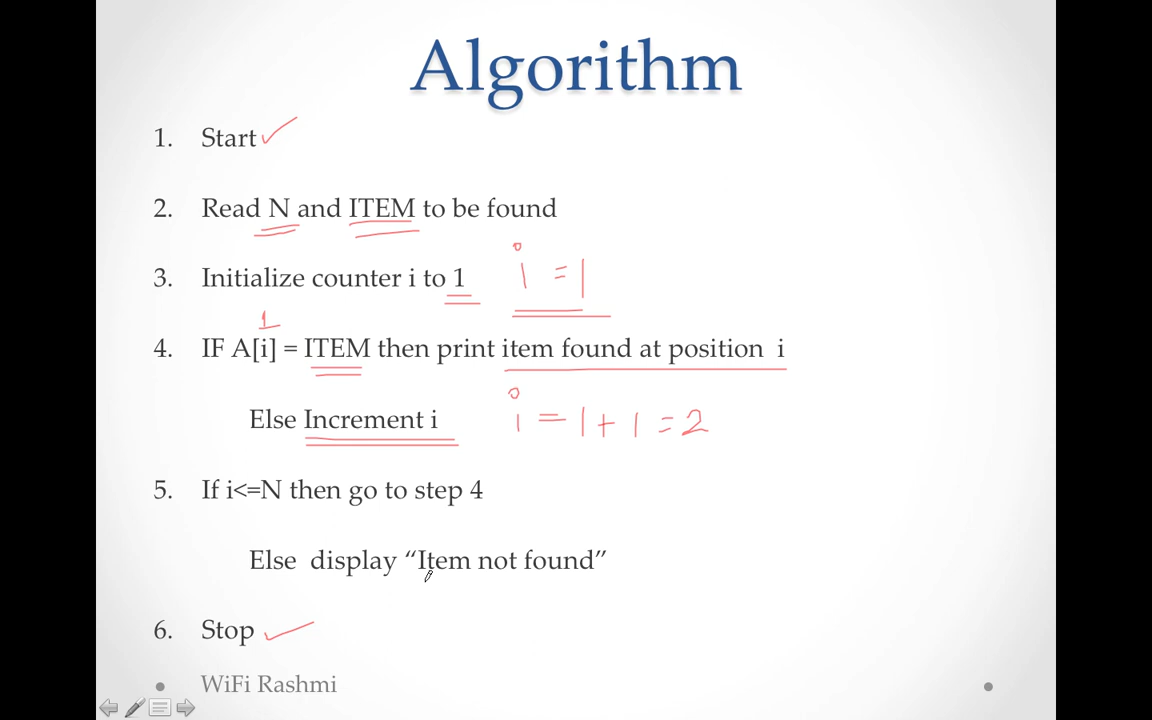 Algorithm
1. Start
2. Read N and ITEM to be found
3. Initialize counter i to 1 i = 1
1
4. IF A[i] = ITEM then print item found at position i
Else Increment i i = 1 + 1 = 2
5. If i<=N then go to step 4
Else display “Item not found”
6. Stop
WiFi Rashmi